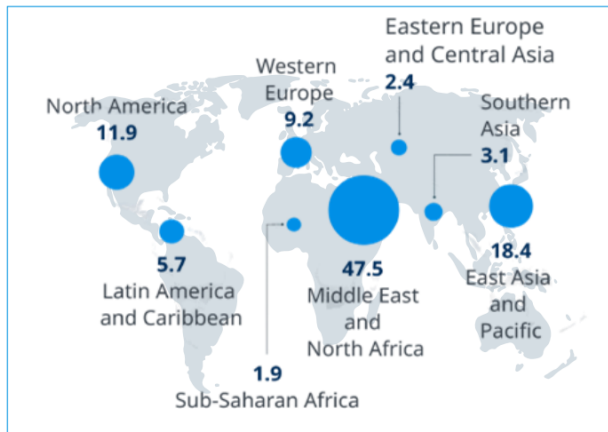 Eastern Europe
and Central Asia
2.4
Western
Europe
9.2
North America
11.9
Southern
Asia
3.1
5.7
Latin America
and Caribbean
47.5
Middle East
and
North Africa
18.4
East Asia
and
Pacific
1.9
Sub-Saharan Africa